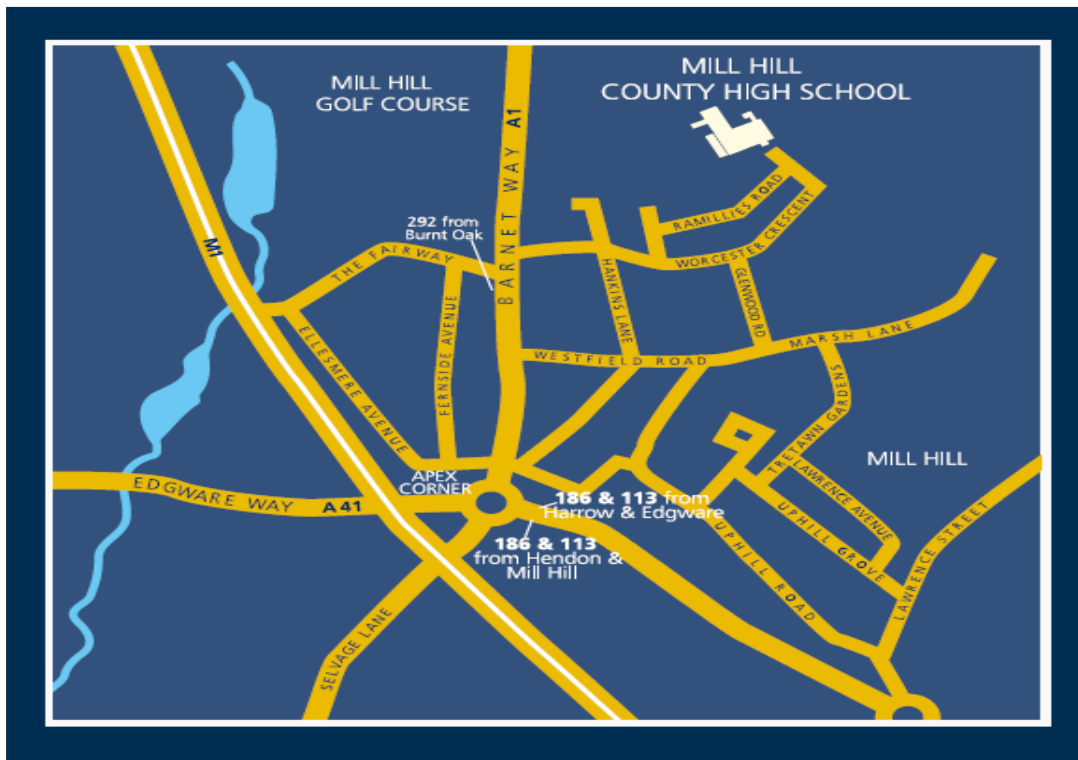 MILL HILL
GOLF COURSE
MILL HILL
COUNTY HIGH SCHOOL
BARNET WAY A1
M1
292 from
Burnt Oak
THE FAIRWAY
RAMILLIES ROAD
WORCESTER CRESCENT
HANKINS LANE
GLENWOOD RD
ELLESMERE AVENUE
FERNSIDE AVENUE
WESTFIELD ROAD
MARSH LANE
TRETAWN GARDENS
MILL HILL
LAWRENCE AVENUE
APEX
CORNER
EDGWARE WAY A41
186 & 113 from
Harrow & Edgware
186 & 113
from Hendon &
Mill Hill
UPHILL GROVE
UPHILL ROAD
LAWRENCE STREET
SELVAGE LANE